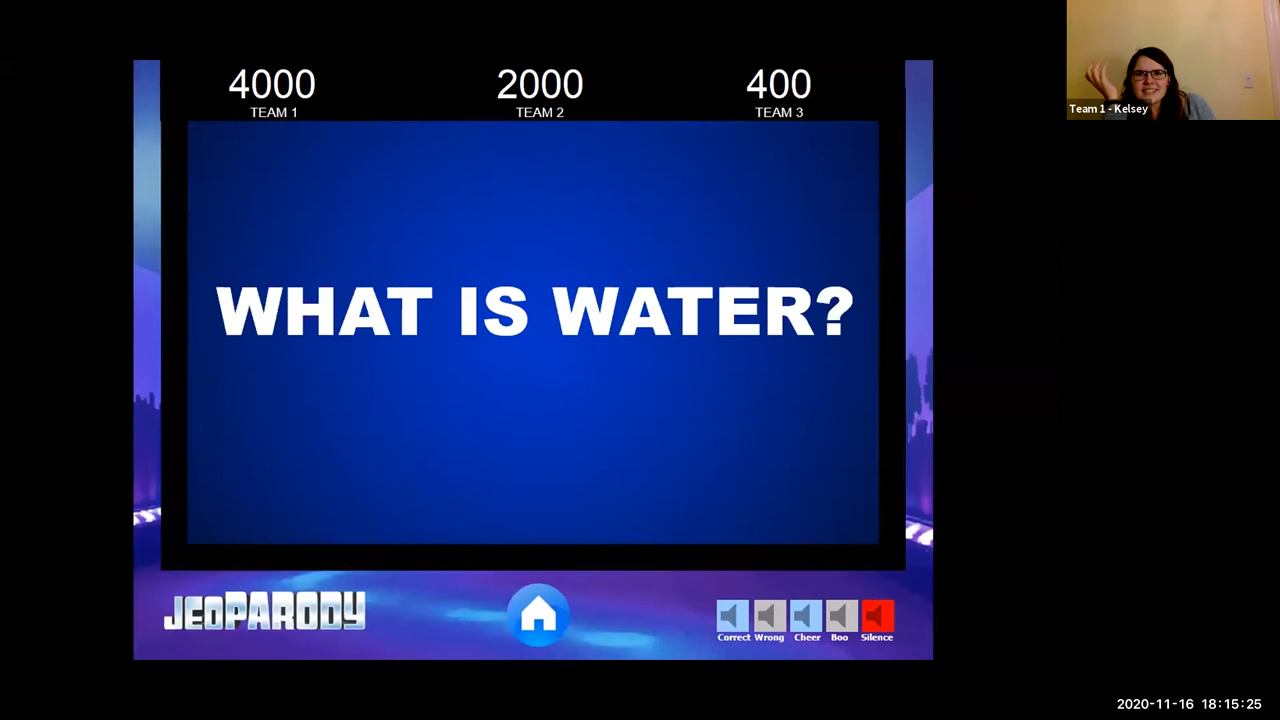 4000 2000 400
TEAM 1 TEAM 2 TEAM 3
Team 1 - Kelsey
WHAT IS WATER?
JEOPARODY
Correct Wrong Cheer Boo Silence
2020-11-16 18:15:25